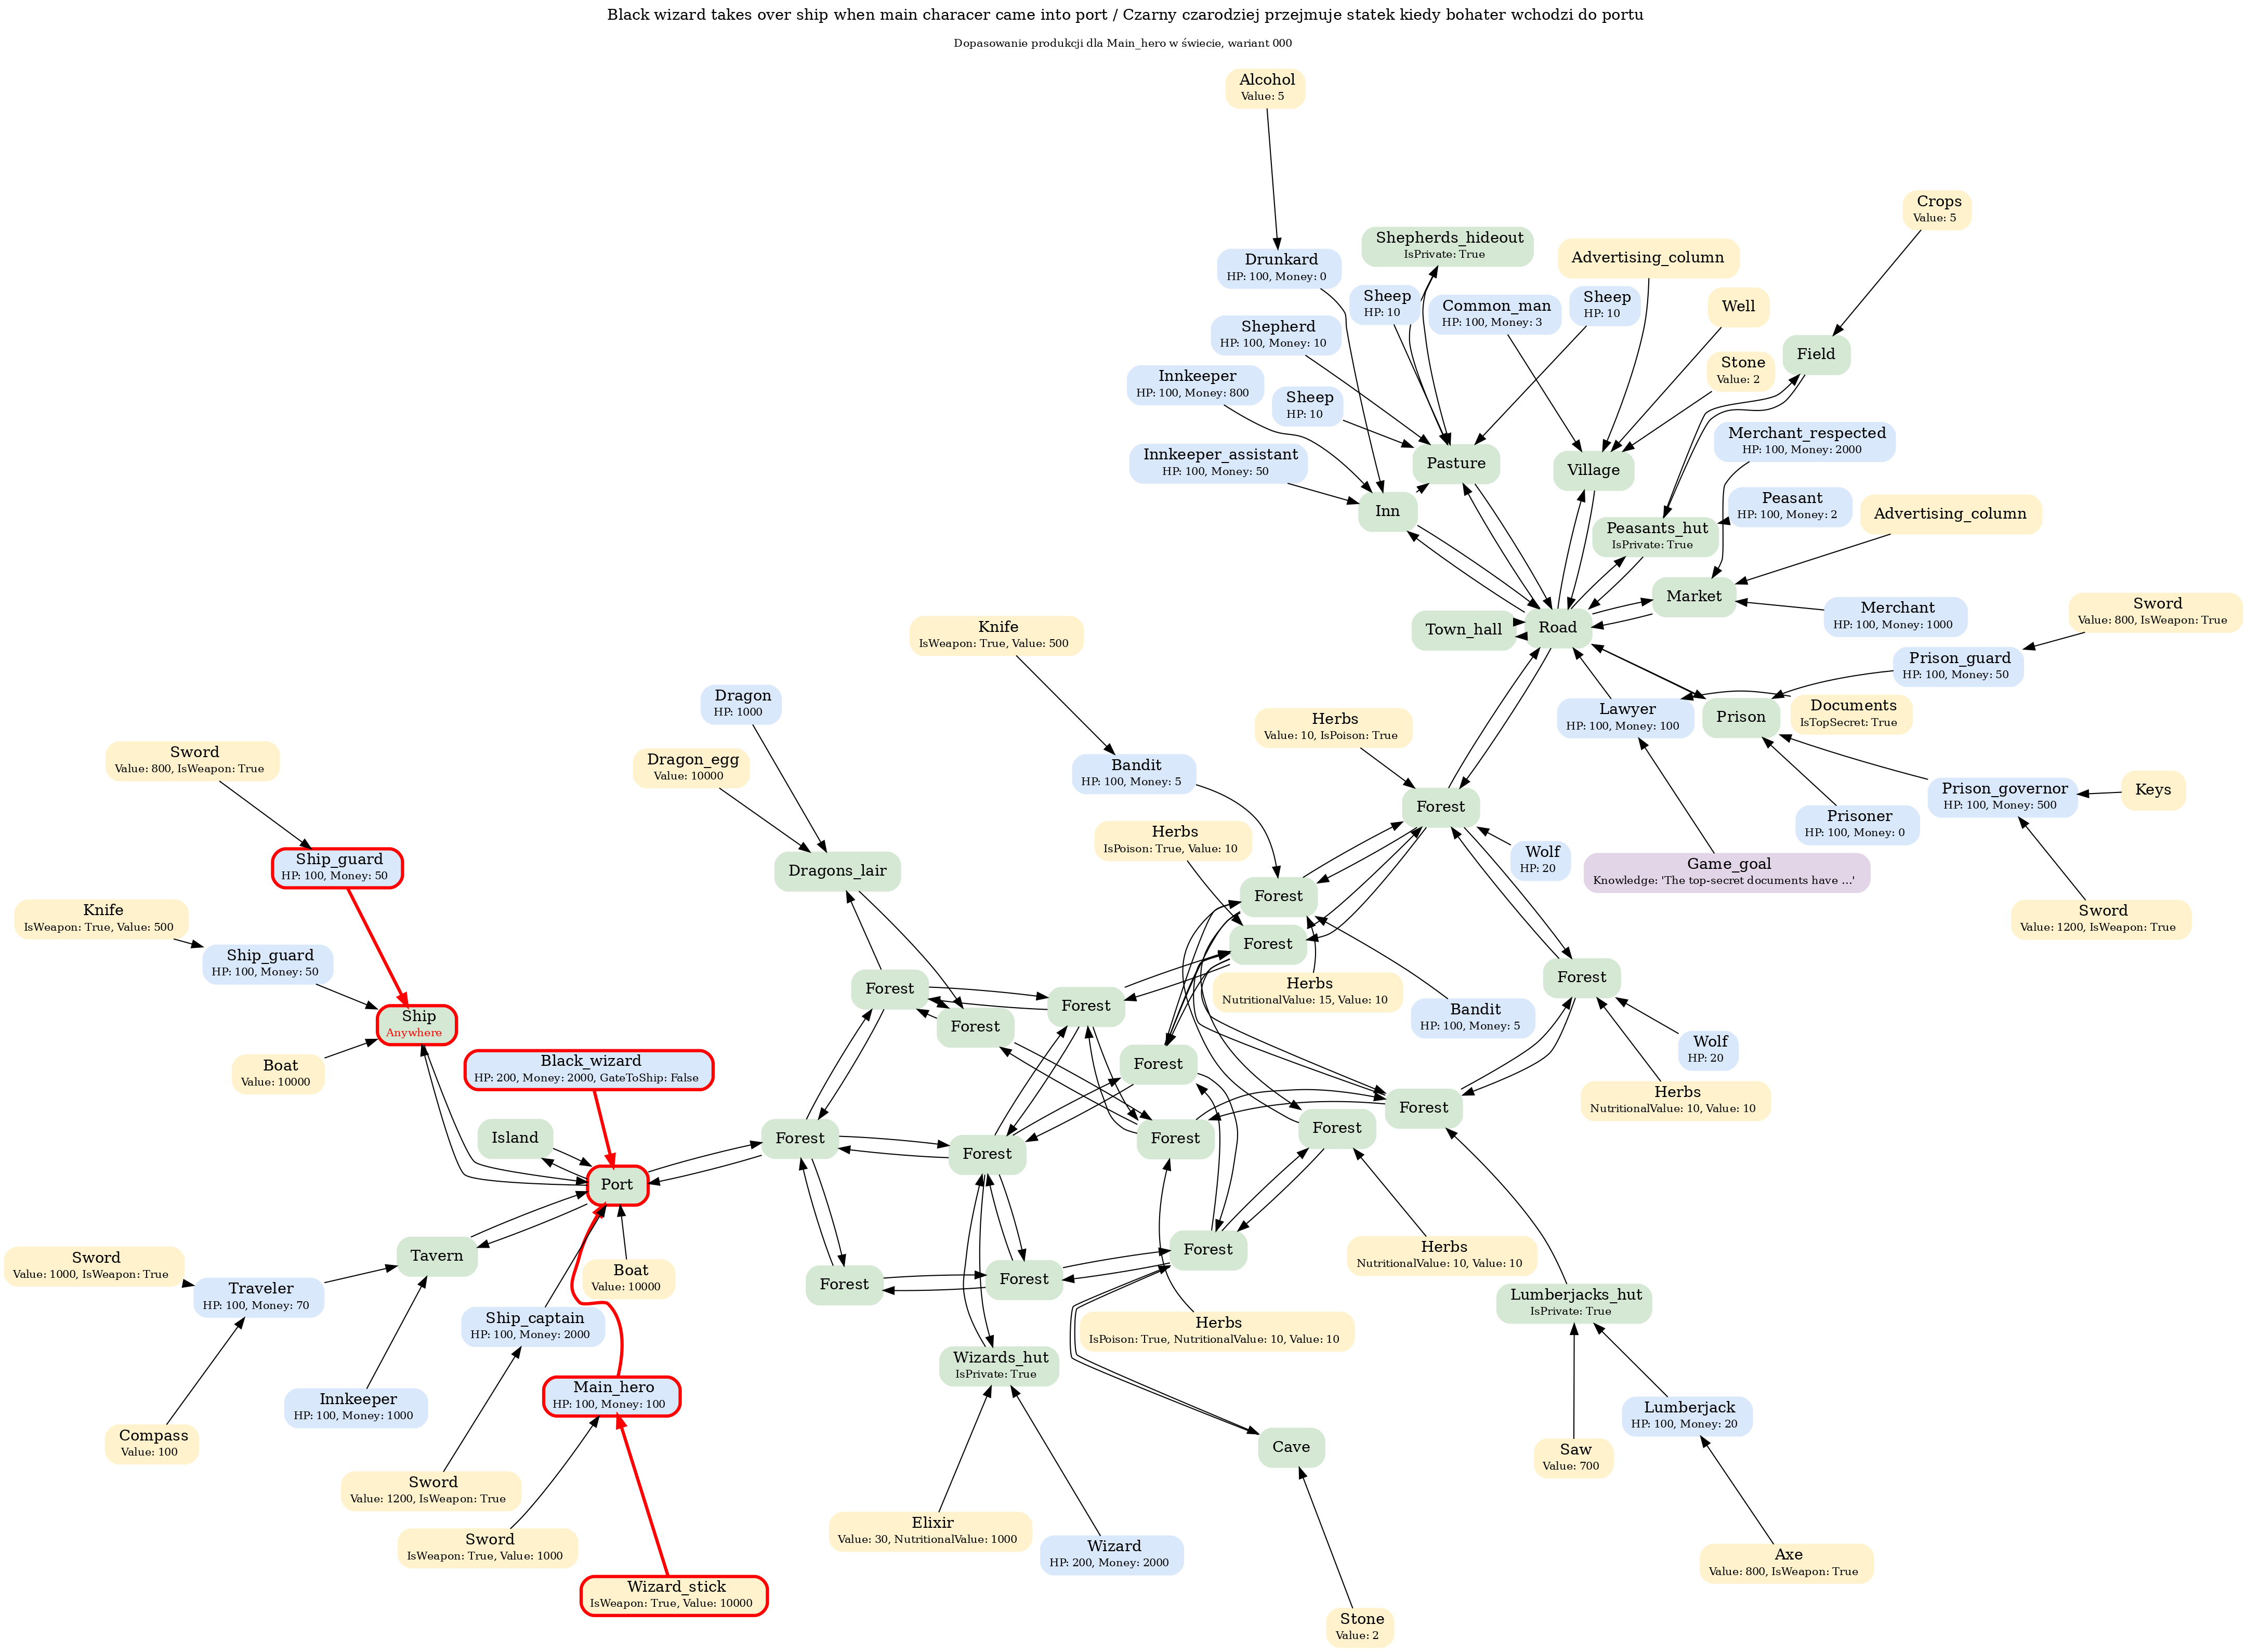 Black wizard takes over ship when main characer came into port / Czarny czarodziej przejmuje statek kiedy bohater wchodzi do portu
Dopasowanie produkcji dla Main_hero w świecie, wariant 000
Alcohol
Value: 5
Crops
Value: 5
Shepherds_hideout
IsPrivate: True
Advertising_column
Drunkard
HP: 100, Money: 0
Sheep
HP: 10
Common_man
HP: 100, Money: 3
Sheep
HP: 10
Well
Shepherd
HP: 100, Money: 10
Field
Stone
Value: 2
Innkeeper
HP: 100, Money: 800
Sheep
HP: 10
Merchant_respected
HP: 100, Money: 2000
Innkeeper_assistant
HP: 100, Money: 50
Pasture
Village
Inn
Peasant
HP: 100, Money: 2
Advertising_column
Peasants_hut
IsPrivate: True
Market
Merchant
HP: 100, Money: 1000
Sword
Value: 800, IsWeapon: True
Knife
IsWeapon: True, Value: 500
Town_hall
Road
Prison_guard
HP: 100, Money: 50
Dragon
HP: 1000
Herbs
Value: 10, IsPoison: True
Lawyer
HP: 100, Money: 100
Prison
Documents
IsTopSecret: True
Sword
Value: 800, IsWeapon: True
Dragon_egg
Value: 10000
Bandit
HP: 100, Money: 5
Prison_governor
HP: 100, Money: 500
Keys
Forest
Herbs
IsPoison: True, Value: 10
Prisoner
HP: 100, Money: 0
Ship_guard
HP: 100, Money: 50
Dragons_lair
Wolf
HP: 20
Game_goal
Knowledge: 'The top-secret documents have ...'
Forest
Knife
IsWeapon: True, Value: 500
Sword
Value: 1200, IsWeapon: True
Forest
Ship_guard
HP: 100, Money: 50
Forest
Forest
Herbs
NutritionalValue: 15, Value: 10
Forest
Ship
Anywhere
Forest
Bandit
HP: 100, Money: 5
Wolf
HP: 20
Boat
Value: 10000
Black_wizard
HP: 200, Money: 2000, GateToShip: False
Forest
Herbs
NutritionalValue: 10, Value: 10
Forest
Island
Forest
Forest
Forest
Forest
Port
Tavern
Forest
Herbs
NutritionalValue: 10, Value: 10
Sword
Value: 1000, IsWeapon: True
Traveler
HP: 100, Money: 70
Boat
Value: 10000
Forest
Forest
Lumberjacks_hut
IsPrivate: True
Ship_captain
HP: 100, Money: 2000
Herbs
IsPoison: True, NutritionalValue: 10, Value: 10
Wizards_hut
IsPrivate: True
Main_hero
HP: 100, Money: 100
Innkeeper
HP: 100, Money: 1000
Lumberjack
HP: 100, Money: 20
Compass
Value: 100
Cave
Saw
Value: 700
Sword
Value: 1200, IsWeapon: True
Elixir
Value: 30, NutritionalValue: 1000
Sword
IsWeapon: True, Value: 1000
Wizard
HP: 200, Money: 2000
Axe
Value: 800, IsWeapon: True
Wizard_stick
IsWeapon: True, Value: 10000
Stone
Value: 2